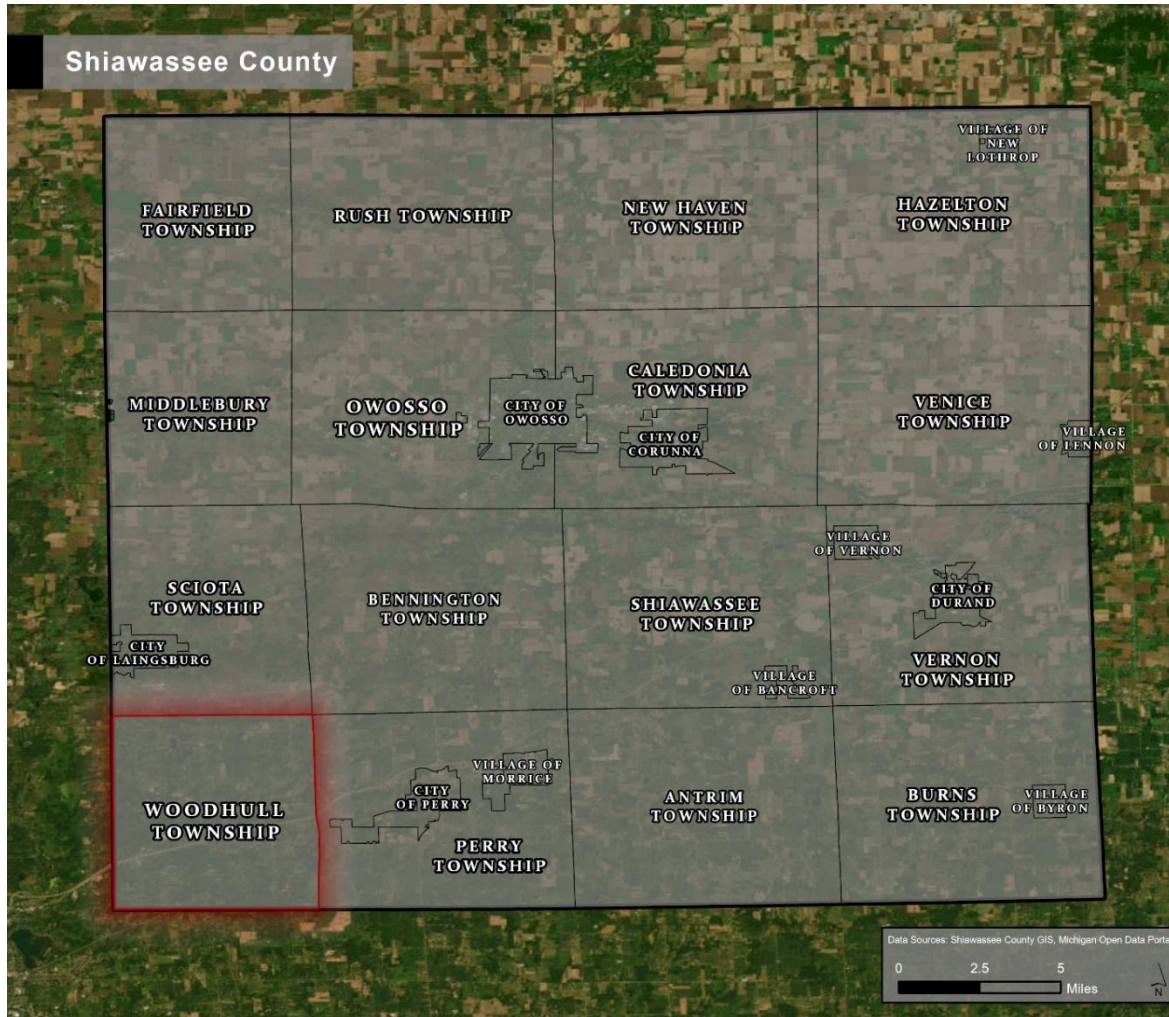 Shiawassee County
VILLAGE OF
NEW
LOTHROP
FAIRFIELD
TOWNSHIP
RUSH TOWNSHIP
NEW HAVEN
TOWNSHIP
HAZELTON
TOWNSHIP
MIDDLEBURY
TOWNSHIP
OWOSSO
TOWNSHIP
CITY OF
OWOSSO
CALEDONIA
TOWNSHIP
CITY OF
CORUNNA
VENICE
TOWNSHIP
VILLAGE
OF LENNON
SCIOTA
TOWNSHIP
CITY
OF LAINGSBURG
BENNINGTON
TOWNSHIP
SHIAWASSEE
TOWNSHIP
VILLAGE
OF BANCROFT
VILLAGE
OF VERNON
CITY OF
DURAND
VERNON
TOWNSHIP
WOODHULL
TOWNSHIP
CITY
OF PERRY
VILLAGE OF
MORRICE
PERRY
TOWNSHIP
ANTRIM
TOWNSHIP
BURNS
TOWNSHIP
VILLAGE
OF BYRON
Data Sources: Shiawassee County GIS, Michigan Open Data Porta
0 2.5 5
Miles
N